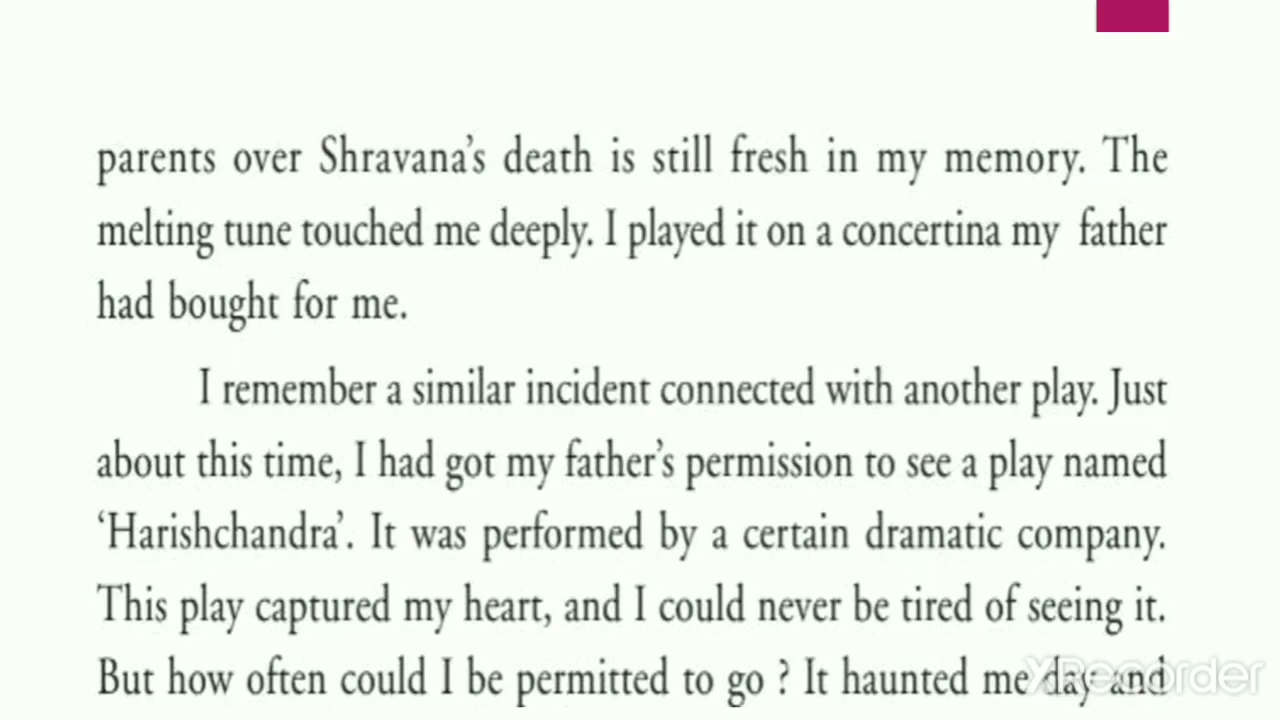 parents over Shravana’s death is still fresh in my memory. The
melting tune touched me deeply. I played it on a concertina my father
had bought for me.
I remember a similar incident connected with another play. Just
about this time, I had got my father’s permission to see a play named
‘Harishchandra’. It was performed by a certain dramatic company.
This play captured my heart, and I could never be tired of seeing it.
But how often could I be permitted to go ? It haunted me day and
XRecorder